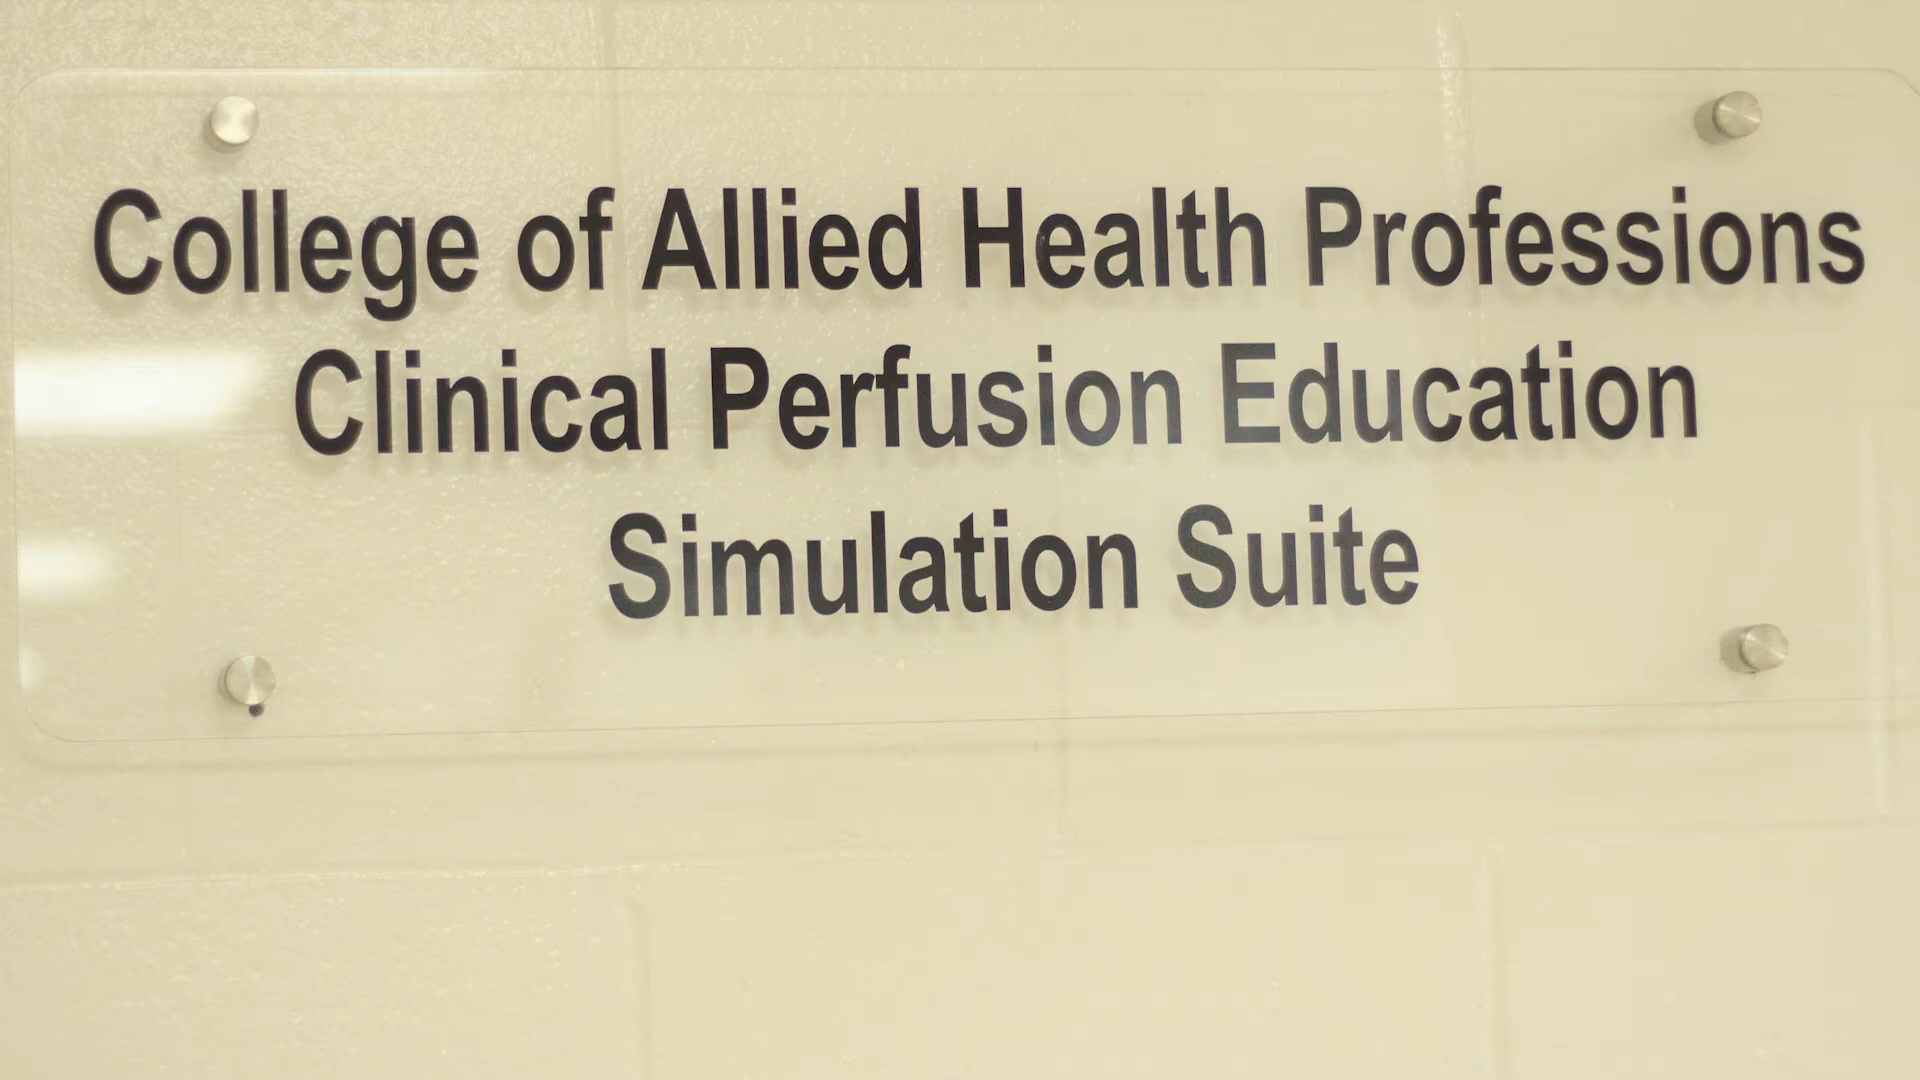 College of Allied Health Professions
Clinical Perfusion Education
Simulation Suite